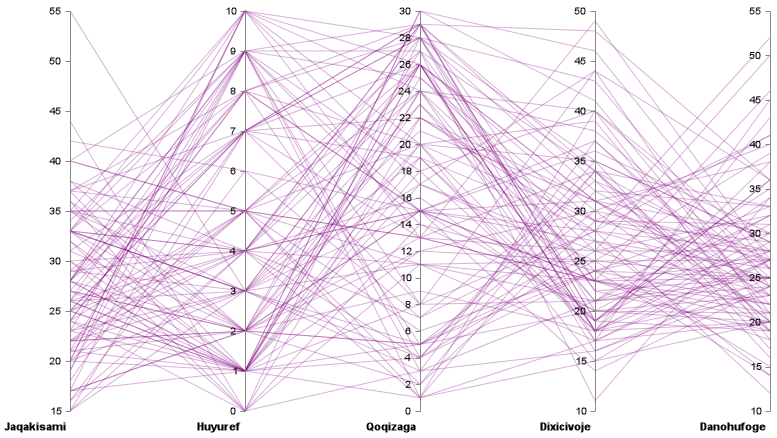 55 10 30 50 55
50 9 28 45 50
45 8 26 40 45
40 7 24 35 40
35 6 22 30 35
30 5 20 25 30
25 4 18 20 25
20 3 16 15 20
15 2 14 10 15
1 12 10
0 10
8
6
4
2
0
Jaqakisami Huyuref Qoqizaga Dixicivoje Danohufoge